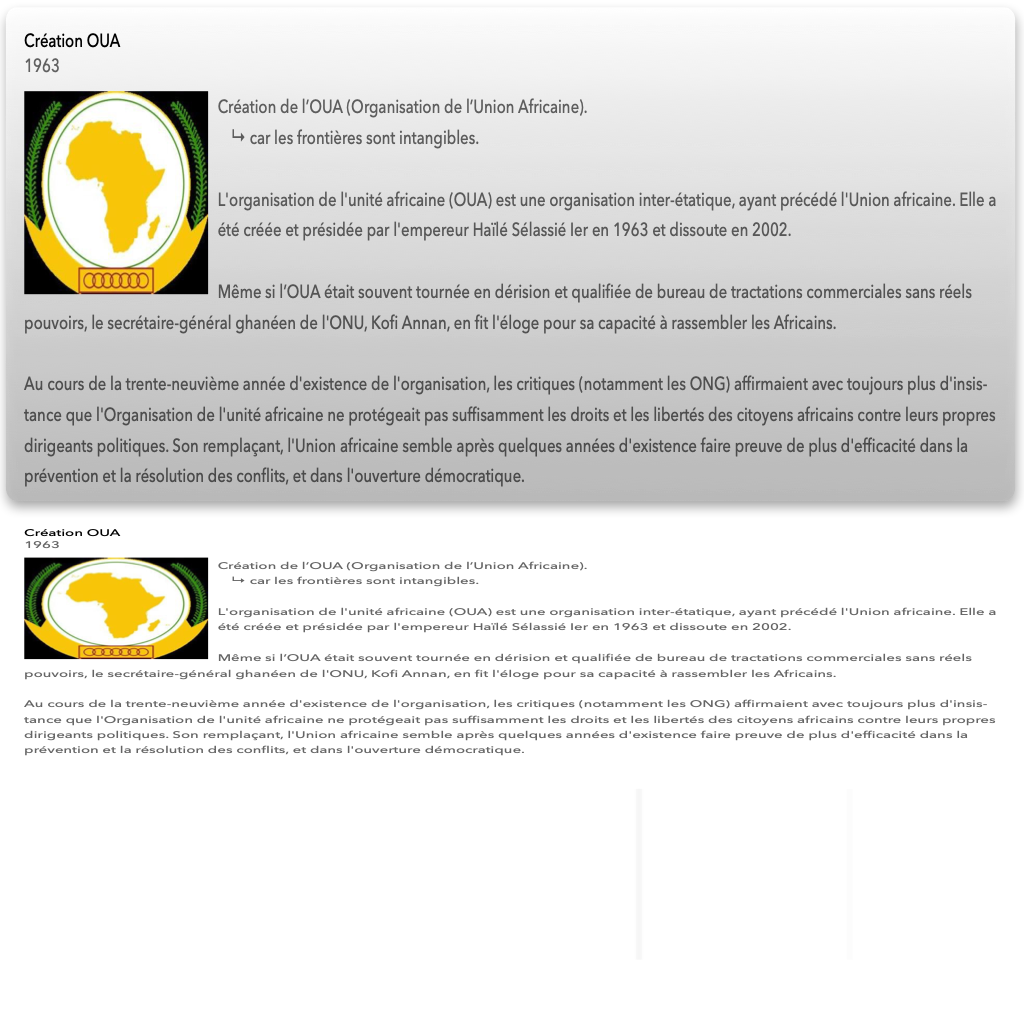 Création OUA
1963
Création de l’OUA (Organisation de l’Union Africaine).
↳ car les frontières sont intangibles.
L'organisation de l'unité africaine (OUA) est une organisation inter-étatique, ayant précédé l'Union africaine. Elle a
été créée et présidée par l'empereur Haïlé Sélassié Ier en 1963 et dissoute en 2002.
Même si l’OUA était souvent tournée en dérision et qualifiée de bureau de tractations commerciales sans réels
pouvoirs, le secrétaire-général ghanéen de l'ONU, Kofi Annan, en fit l'éloge pour sa capacité à rassembler les Africains.
Au cours de la trente-neuvième année d'existence de l'organisation, les critiques (notamment les ONG) affirmaient avec toujours plus d'insis-
tance que l'Organisation de l'unité africaine ne protégeait pas suffisamment les droits et les libertés des citoyens africains contre leurs propres
dirigeants politiques. Son remplaçant, l'Union africaine semble après quelques années d'existence faire preuve de plus d'efficacité dans la
prévention et la résolution des conflits, et dans l'ouverture démocratique.
Création OUA
1963
Création de l’OUA (Organisation de l’Union Africaine).
↳ car les frontières sont intangibles.
L'organisation de l'unité africaine (OUA) est une organisation inter-étatique, ayant précédé l'Union africaine. Elle a
été créée et présidée par l'empereur Haïlé Sélassié Ier en 1963 et dissoute en 2002.
Même si l’OUA était souvent tournée en dérision et qualifiée de bureau de tractations commerciales sans réels
pouvoirs, le secrétaire-général ghanéen de l'ONU, Kofi Annan, en fit l'éloge pour sa capacité à rassembler les Africains.
Au cours de la trente-neuvième année d'existence de l'organisation, les critiques (notamment les ONG) affirmaient avec toujours plus d'insis-
tance que l'Organisation de l'unité africaine ne protégeait pas suffisamment les droits et les libertés des citoyens africains contre leurs propres
dirigeants politiques. Son remplaçant, l'Union africaine semble après quelques années d'existence faire preuve de plus d'efficacité dans la
prévention et la résolution des conflits, et dans l'ouverture démocratique.